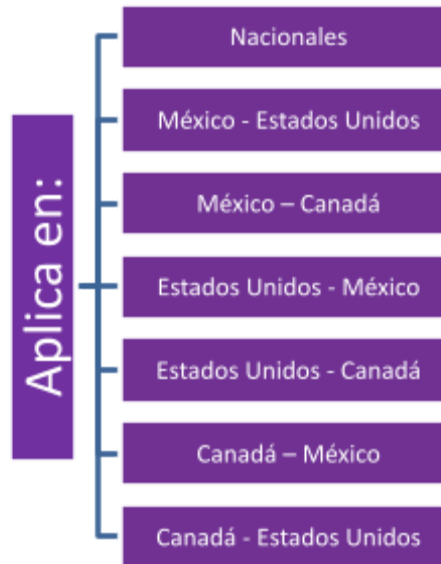 Aplica en:
Nacionales
México - Estados Unidos
México – Canadá
Estados Unidos - México
Estados Unidos - Canadá
Canadá – México
Canadá - Estados Unidos